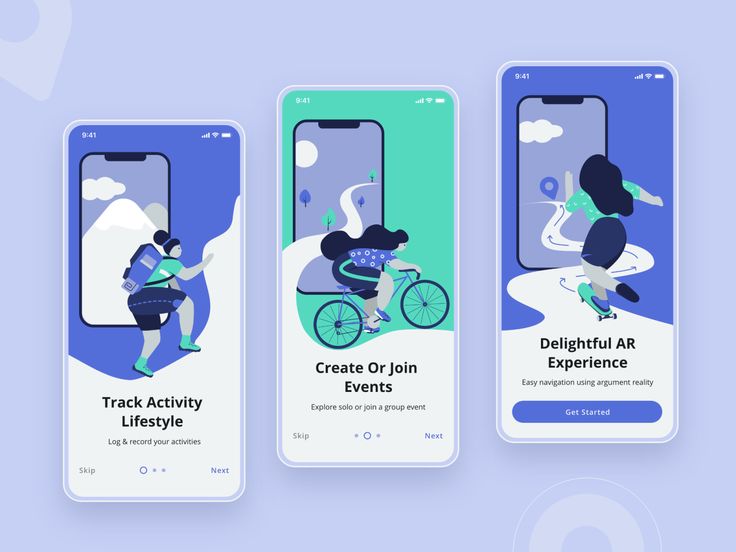 9:41
Track Activity
Lifestyle
Log & record your activities
Skip
Next
9:41
Create Or Join
Events
Explore solo or join a group event
Skip
Next
9:41
Delightful AR
Experience
Easy navigation using argument reality
Get Started